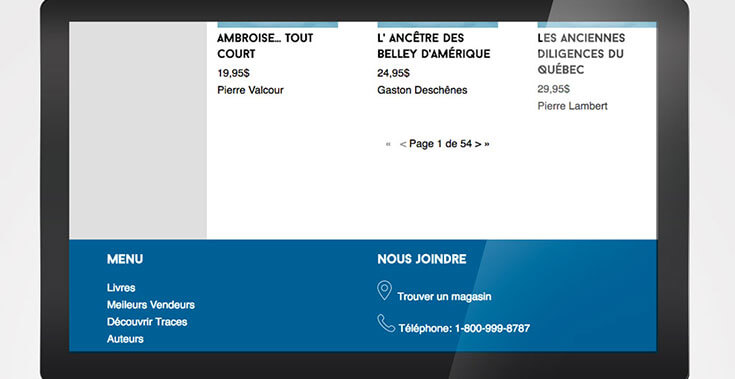 AMBROISE... TOUT
COURT
19,95$
Pierre Valcour
L' ANCÊTRE DES
BELLEY D'AMÉRIQUE
24,95$
Gaston Deschênes
LES ANCIENNES
DILIGENCES DU
QUÉBEC
29,95$
Pierre Lambert
« < Page 1 de 54 > »
MENU
Livres
Meileurs Vendeurs
Découvrir Traces
Auteurs
NOUS JOINDRE
Trouver un magasin
Téléphone: 1-800-999-8787